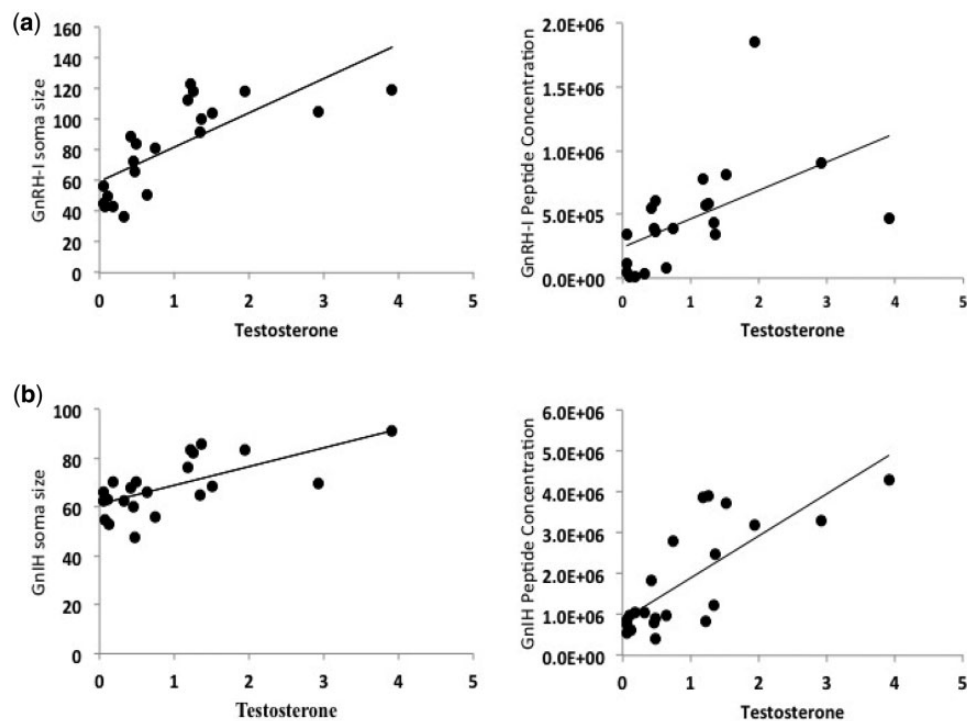 (a)
GnRH-I soma size
160
140
120
100
80
60
40
20
0
0 1 2 3 4 5
Testosterone
GnRH-I Peptide Concentration
2.0E+06
1.5E+06
1.0E+06
5.0E+05
0.0E+00
0 1 2 3 4 5
Testosterone
(b)
GnIH soma size
100
80
60
40
20
0
0 1 2 3 4 5
Testosterone
GnIH Peptide Concentration
6.0E+06
5.0E+06
4.0E+06
3.0E+06
2.0E+06
1.0E+06
0.0E+00
0 1 2 3 4 5
Testosterone